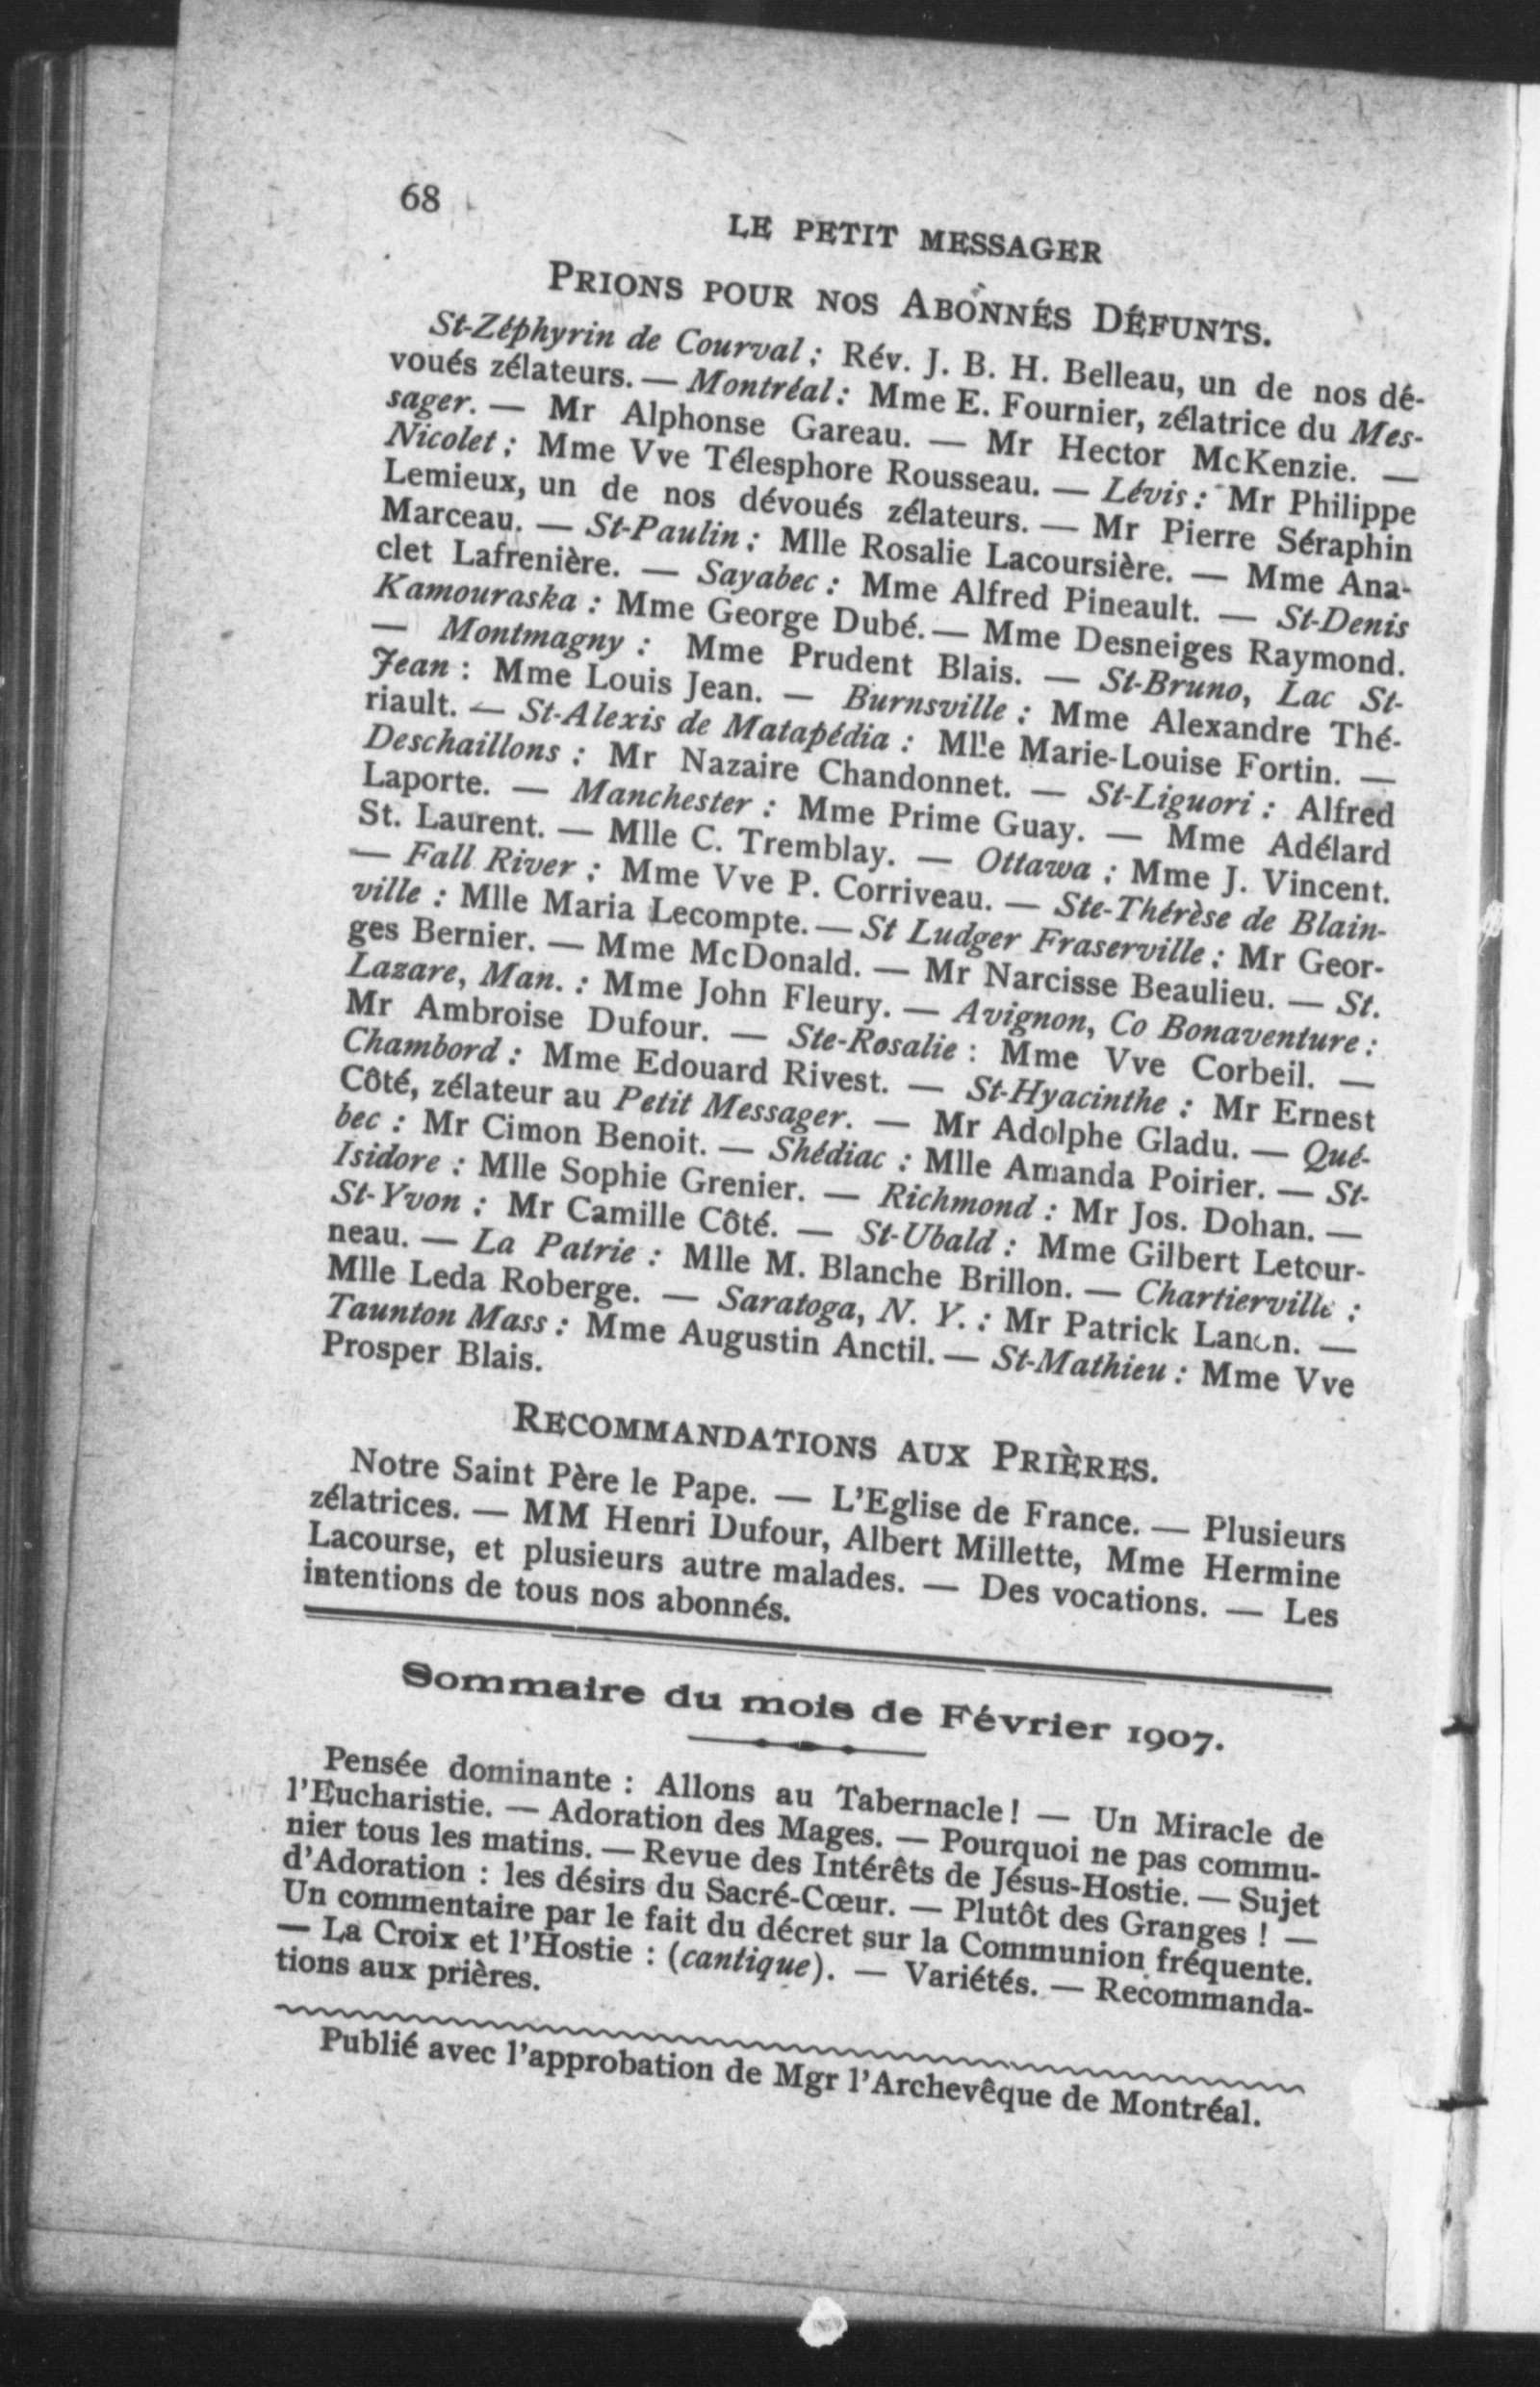 68
LE PETIT MESSAGER
PRIONS POUR NOS ABONNÉS DÉFUNTS.
St-Zéphyrin de Courval ; Rév. J. B. H. Belleau, un de nos dé-
voués zélateurs. — Montréal : Mme E. Fournier, zélatrice du Mes-
sager. — Mr Alphonse Gareau. — Mr Hector McKenzie. —
Nicolet ; Mme Vve Télesphore Rousseau. — Lévis : Mr Philippe
Lemieux, un de nos dévoués zélateurs. — Mr Pierre Séraphin
Marceau. — St-Paulin ; Mlle Rosalie Lacoursière. — Mme Ana-
clet Lafrenière. — Sayabec : Mme Alfred Pineault. — St-Denis
Kamouraska : Mme George Dubé. — Mme Desneiges Raymond.
— Montmagny : Mme Prudent Blais. — St-Bruno, Lac St-
Jean : Mme Louis Jean. — Burnsville ; Mme Alexandre Thé-
riault. — St-Alexis de Matapédia : Mlle Marie-Louise Fortin. —
Deschaillons ; Mr Nazaire Chandonnet. — St-Liguori : Alfred
Laporte. — Manchester : Mme Prime Guay. — Mme Adélard
St. Laurent. — Mlle C. Tremblay. — Ottawa ; Mme J. Vincent.
— Fall River ; Mme Vve P. Corriveau. — Ste-Thérèse de Blain-
ville : Mlle Maria Lecompte. — St Ludger Fraserville ; Mr Geor-
ges Bernier. — Mme McDonald. — Mr Narcisse Beaulieu. — St.
Lazare, Man. : Mme John Fleury. — Avignon, Co Bonaventure :
Mr Ambroise Dufour. — Ste-Rosalie : Mme Vve Corbeil. —
Chambord : Mme Edouard Rivest. — St-Hyacinthe : Mr Ernest
Côté, zélateur au Petit Messager. — Mr Adolphe Gladu. — Qué-
bec : Mr Cimon Benoit. — Shédiac : Mlle Amanda Poirier. — St-
Isidore : Mlle Sophie Grenier. — Richmond : Mr Jos. Dohan. —
St-Yvon ; Mr Camille Côté. — St-Ubald : Mme Gilbert Letour-
neau. — La Patrie : Mlle M. Blanche Brillon. — Chartierville :
Mlle Leda Roberge. — Saratoga, N. Y. : Mr Patrick —
Taunton Mass : Mme Augustin Anctil. — St-Mathieu : Mme Vve
Prosper Blais.
RECOMMANDATIONS AUX PRIÈRES.
Notre Saint Père le Pape. — L'Eglise de France. — Plusieurs
zélatrices. — MM Henri Dufour, Albert Millette, Mme Hermine
Lacourse, et plusieurs autre malades. — Des vocations. — Les
intentions de tous nos abonnés.
Sommaire du mois de Février 1907.
Pensée dominante : Allons au Tabernacle ! — Un Miracle de
l'Eucharistie. — Adoration des Mages. — Pourquoi ne pas commu-
nier tous les matins. — Revue des Intérêts de Jésus-Hostie. — Sujet
d'Adoration : les désirs du Sacré-Cœur. — Plutôt des Granges ! —
Un commentaire par le fait du décret sur la Communion fréquente.
— La Croix et l'Hostie : (cantique). — Variétés. — Recommanda-
tions aux prières.
Publié avec l'approbation de Mgr l'Archevêque de Montréal.